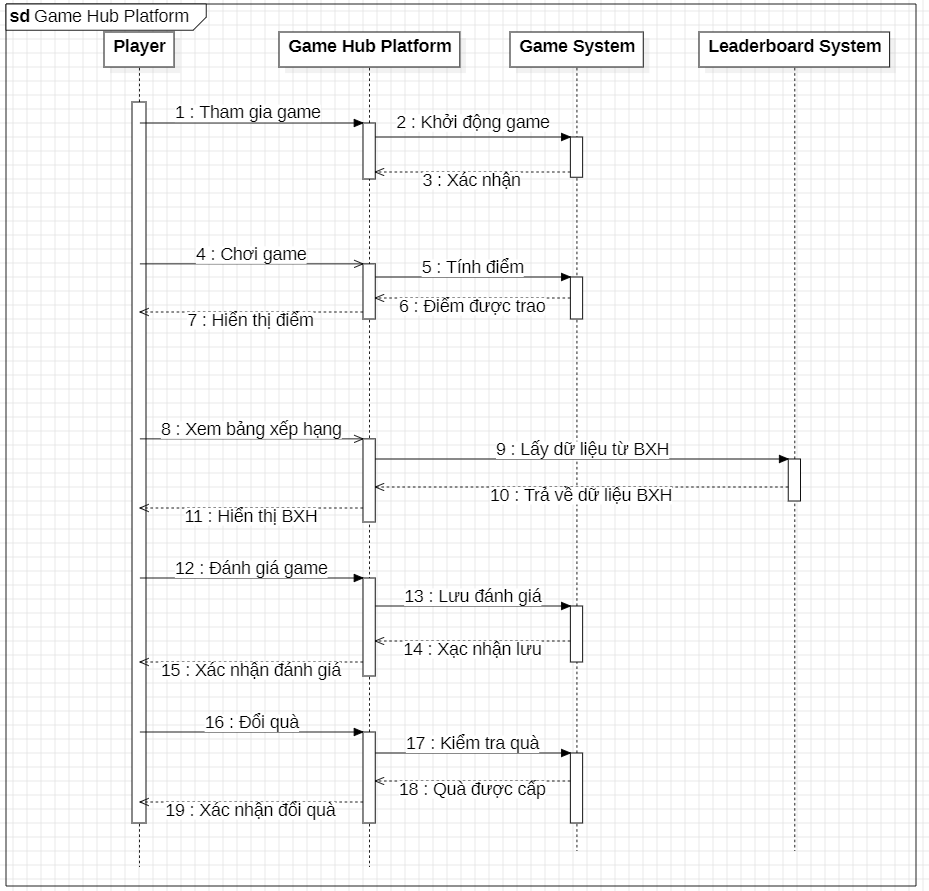 sd Game Hub Platform
Player
Game Hub Platform
Game System
Leaderboard System
1 : Tham gia game
2 : Khởi động game
3 : Xác nhận
4 : Chơi game
5 : Tính điểm
6 : Điểm được trao
7 : Hiển thị điểm
8 : Xem bảng xếp hạng
9 : Lấy dữ liệu từ BXH
10 : Trả về dữ liệu BXH
11 : Hiển thị BXH
12 : Đánh giá game
13 : Lưu đánh giá
14 : Xạc nhận lưu
15 : Xác nhận đánh giá
16 : Đổi quà
17 : Kiểm tra quà
18 : Quà được cấp
19 : Xác nhận đổi quà